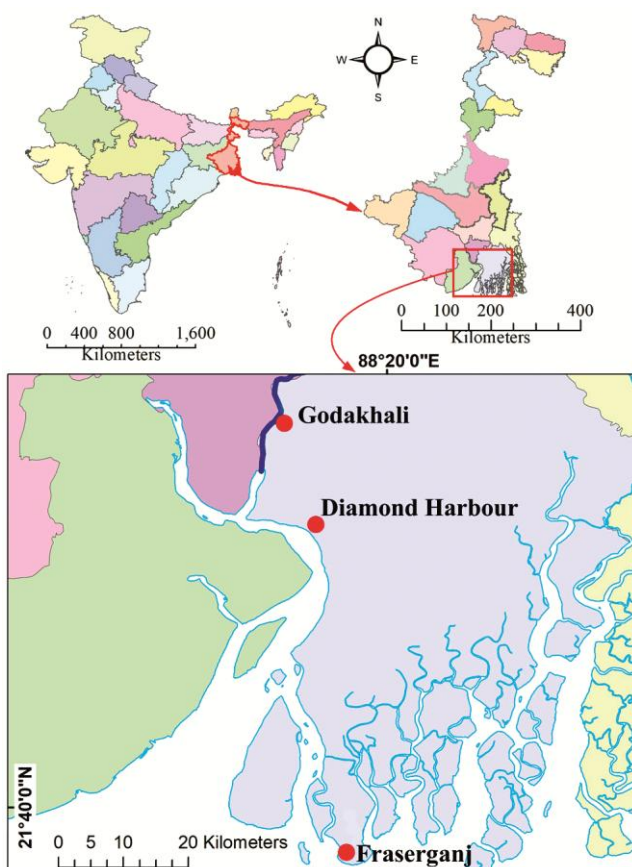 N
W E
S
0 400 800 1,600
Kilometers
0 100 200 400
Kilometers
88°20'0"E
Godakhali
Diamond Harbour
21°40'0"N
0 5 10 20 Kilometers
Fraserganj